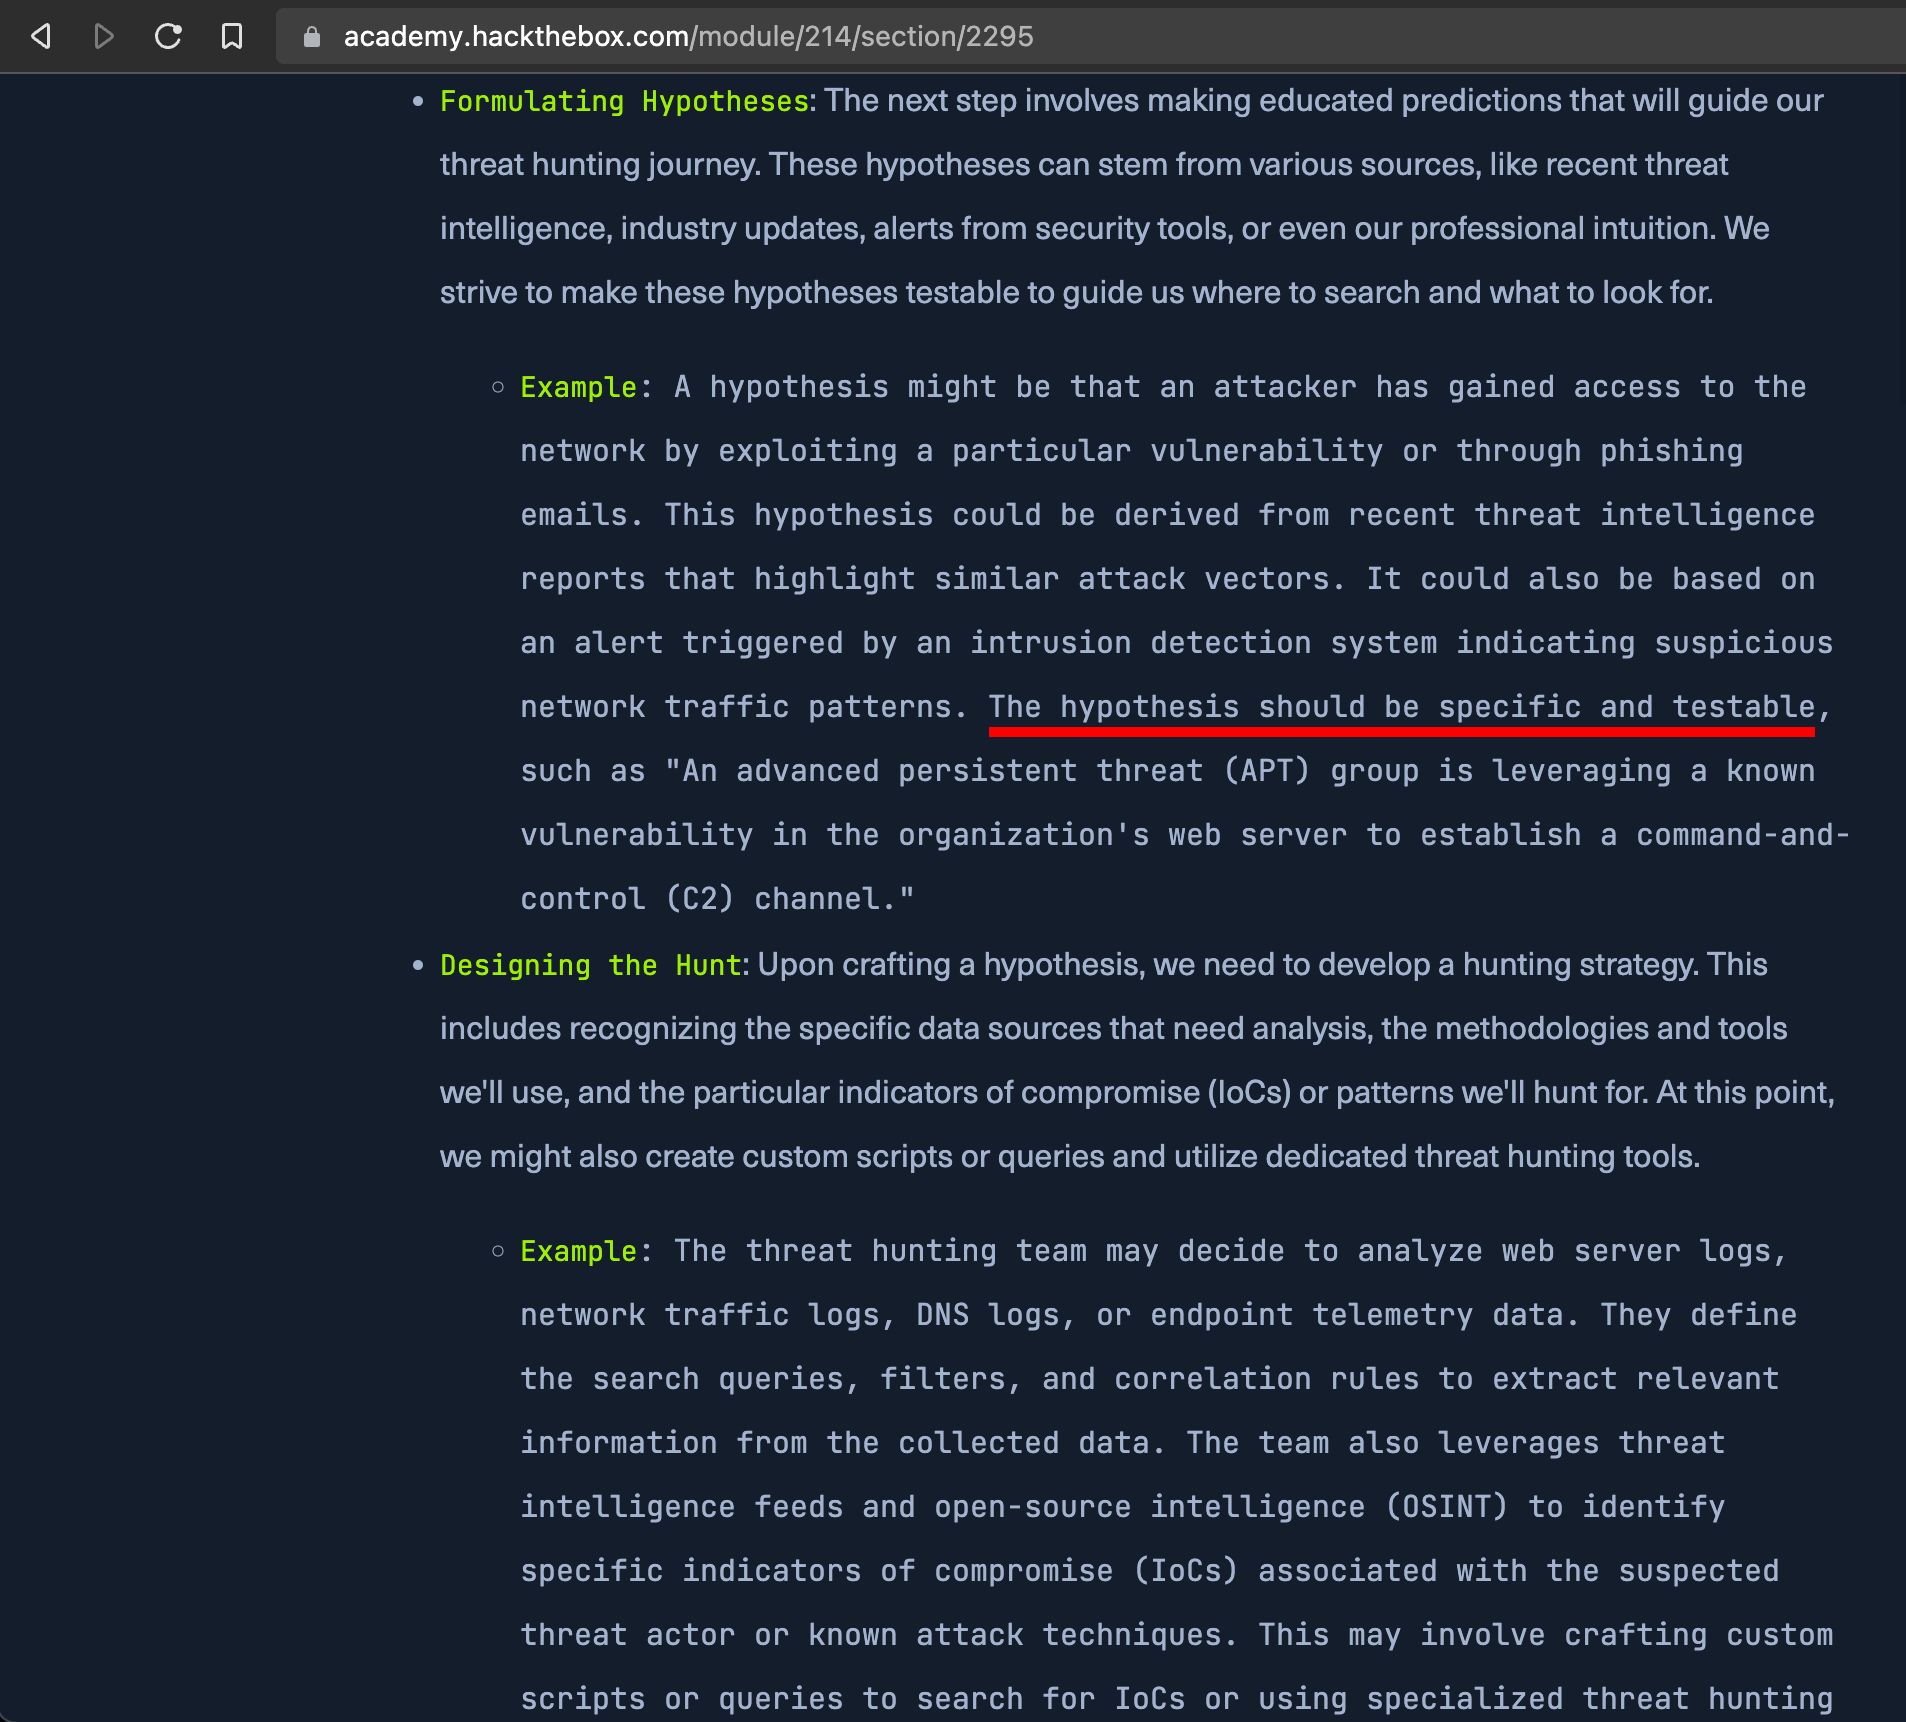 academy.hackthebox.com/module/214/section/2295
• Formulating Hypotheses: The next step involves making educated predictions that will guide our
threat hunting journey. These hypotheses can stem from various sources, like recent threat
intelligence, industry updates, alerts from security tools, or even our professional intuition. We
strive to make these hypotheses testable to guide us where to search and what to look for.
◦ Example: A hypothesis might be that an attacker has gained access to the
network by exploiting a particular vulnerability or through phishing
emails. This hypothesis could be derived from recent threat intelligence
reports that highlight similar attack vectors. It could also be based on
an alert triggered by an intrusion detection system indicating suspicious
network traffic patterns. The hypothesis should be specific and testable,
such as "An advanced persistent threat (APT) group is leveraging a known
vulnerability in the organization's web server to establish a command-and-
control (C2) channel."
• Designing the Hunt: Upon crafting a hypothesis, we need to develop a hunting strategy. This
includes recognizing the specific data sources that need analysis, the methodologies and tools
we'll use, and the particular indicators of compromise (IoCs) or patterns we'll hunt for. At this point,
we might also create custom scripts or queries and utilize dedicated threat hunting tools.
◦ Example: The threat hunting team may decide to analyze web server logs,
network traffic logs, DNS logs, or endpoint telemetry data. They define
the search queries, filters, and correlation rules to extract relevant
information from the collected data. The team also leverages threat
intelligence feeds and open-source intelligence (OSINT) to identify
specific indicators of compromise (IoCs) associated with the suspected
threat actor or known attack techniques. This may involve crafting custom
scripts or queries to search for IoCs or using specialized threat hunting